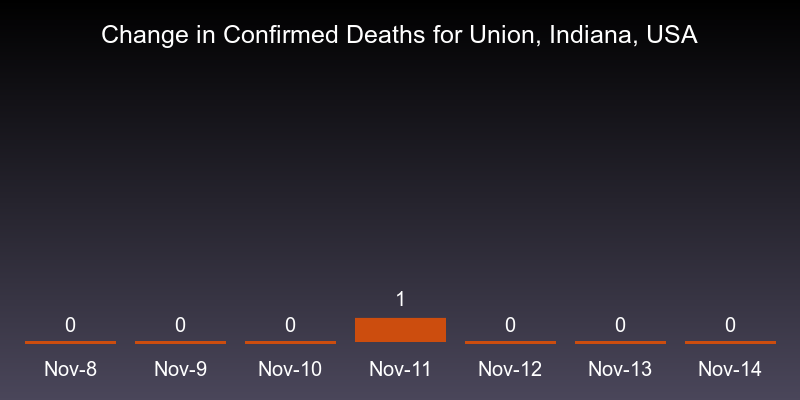 Change in Confirmed Deaths for Union, Indiana, USA
1
0 0 0 0 0 0
Nov-8 Nov-9 Nov-10 Nov-11 Nov-12 Nov-13 Nov-14